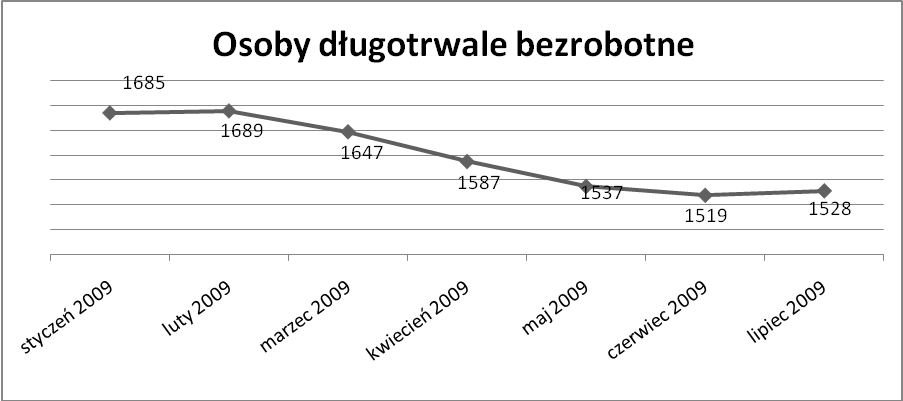 Osoby długotrwale bezrobotne
1685
1689
1647
1587
1537
1519
1528
styczeń 2009
luty 2009
marzec 2009
kwiecień 2009
maj 2009
czerwiec 2009
lipiec 2009